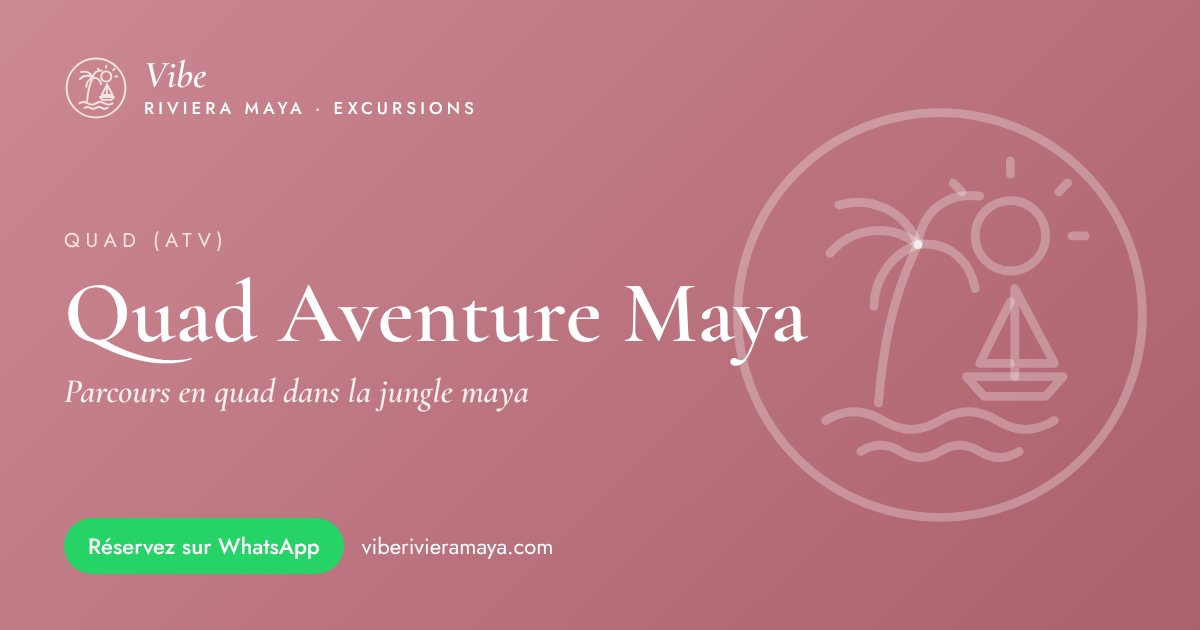 Vibe
RIVIERA MAYA · EXCURSIONS
QUAD (ATV)
Quad Aventure Maya
Parcours en quad dans la jungle maya
Réservez sur WhatsApp
viberivieramaya.com